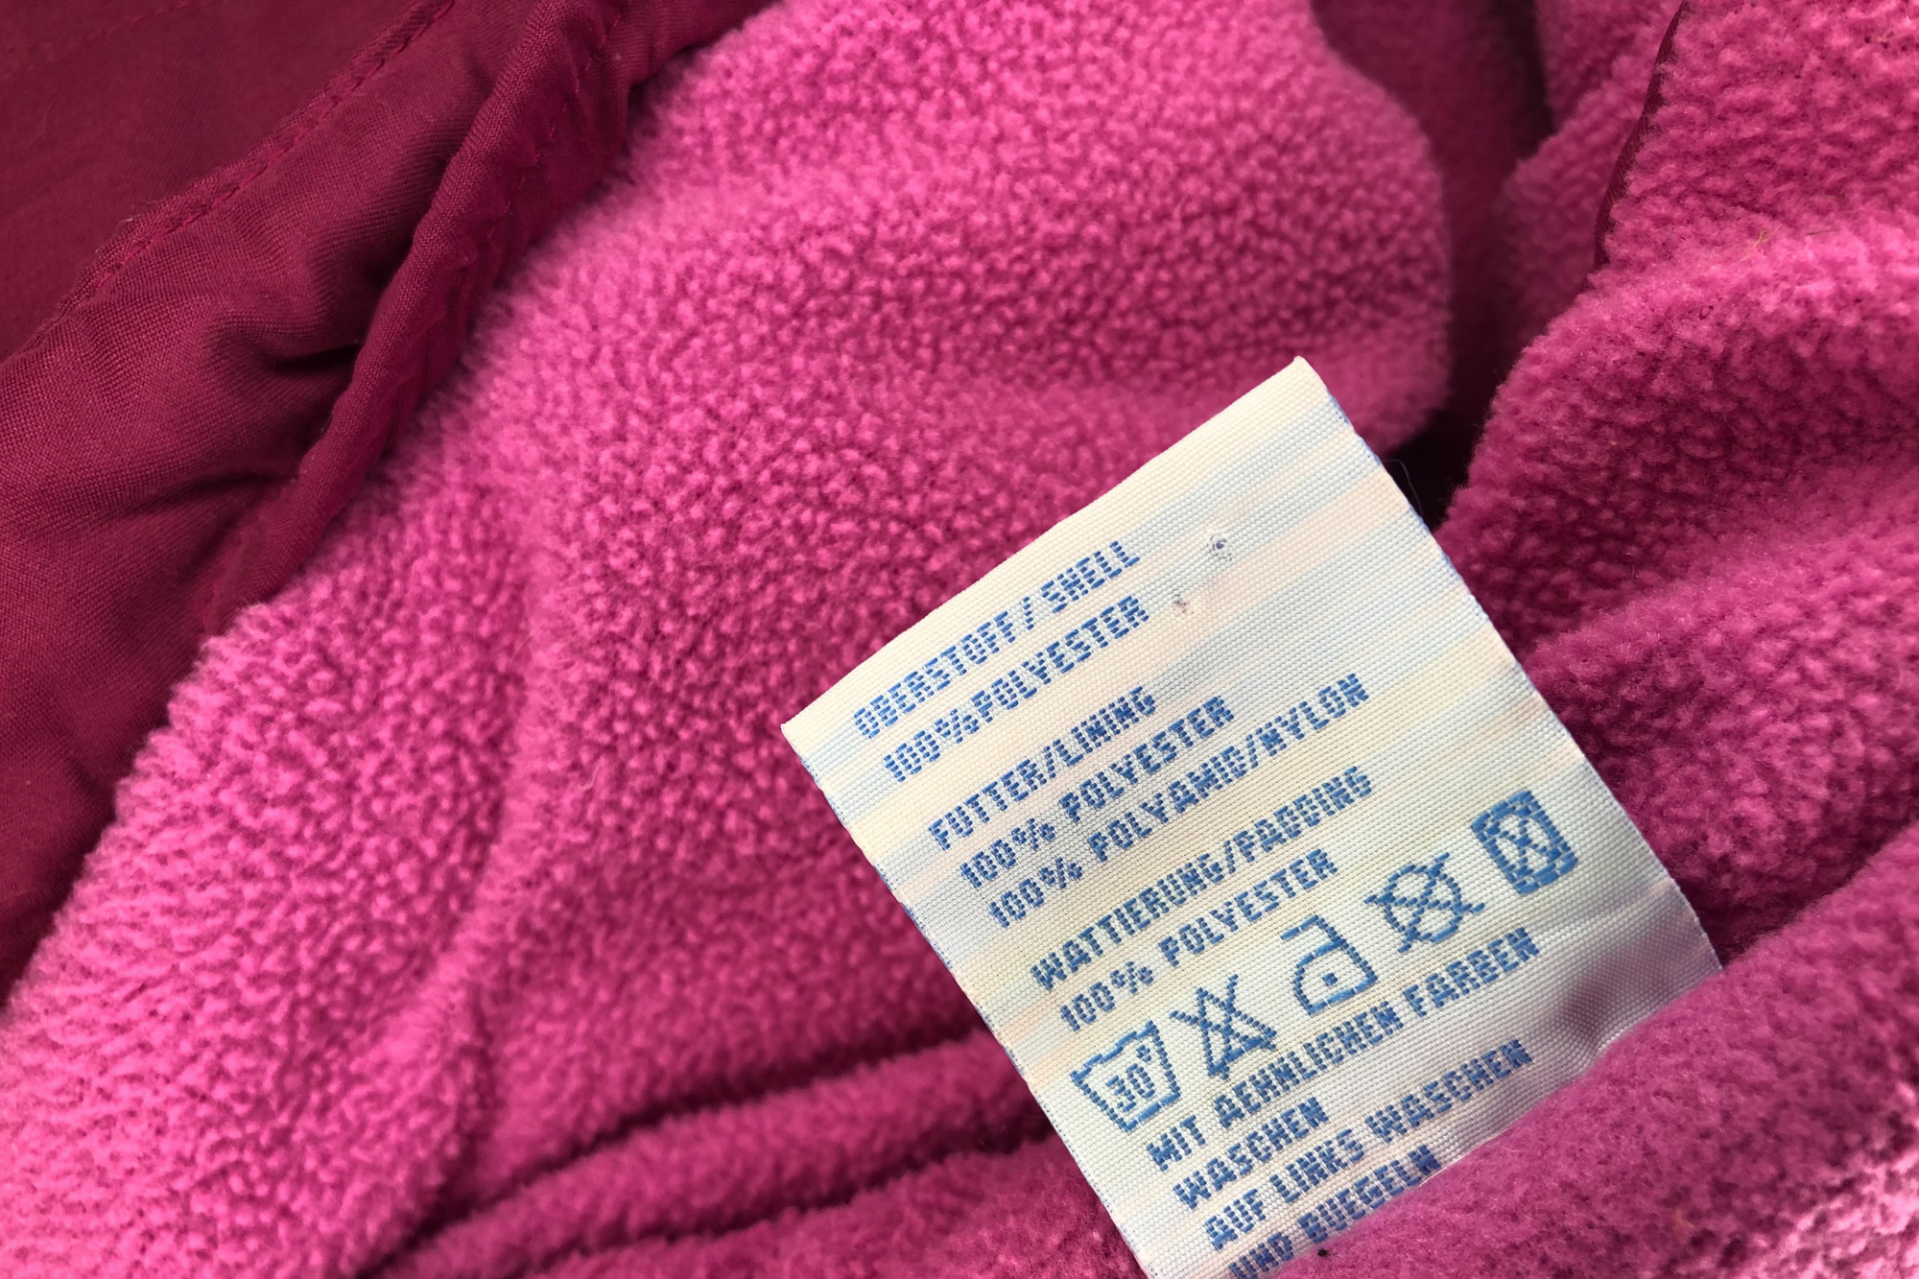 OBERSTOFF/SHELL
100%POLYESTER
FUTTER/LINING
100% POLYESTER
100% POLYAMID/NYLON
WATTIERUNG/PADDING
100% POLYESTER
30°
MIT AEHNLICHEN FARBEN
WASCHEN
AUF LINKS WASCHEN
UND BUEGELN